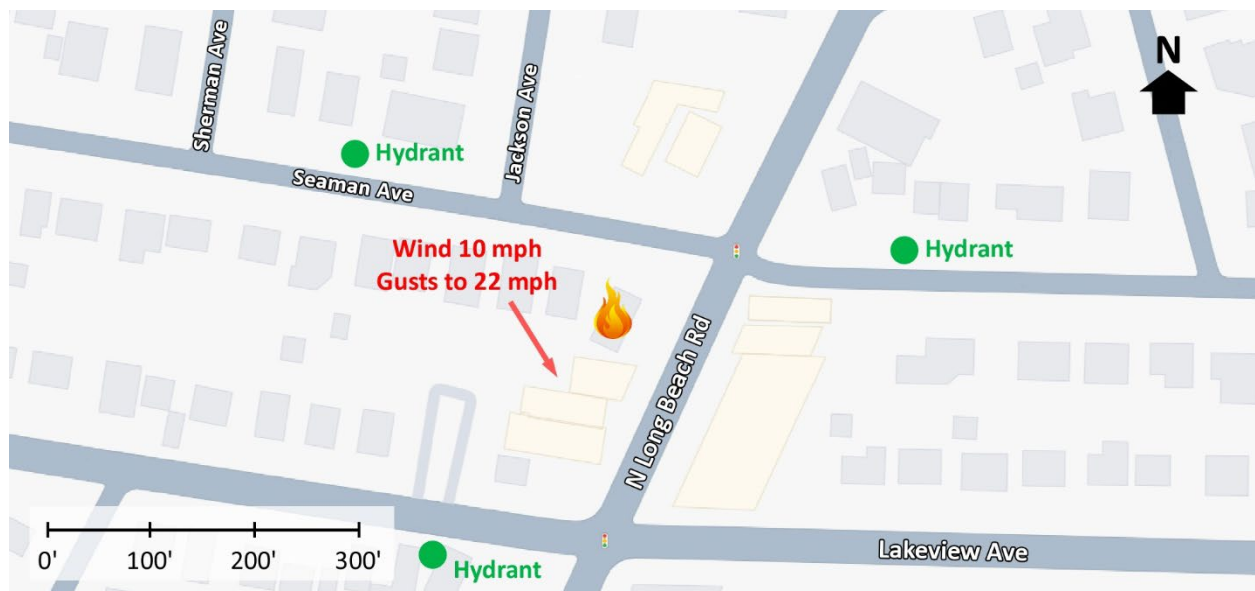 N
Sherman Ave
Jackson Ave
Hydrant
Seaman Ave
Wind 10 mph
Gusts to 22 mph
Hydrant
N Long Beach Rd
0' 100' 200' 300'
Lakeview Ave
Hydrant